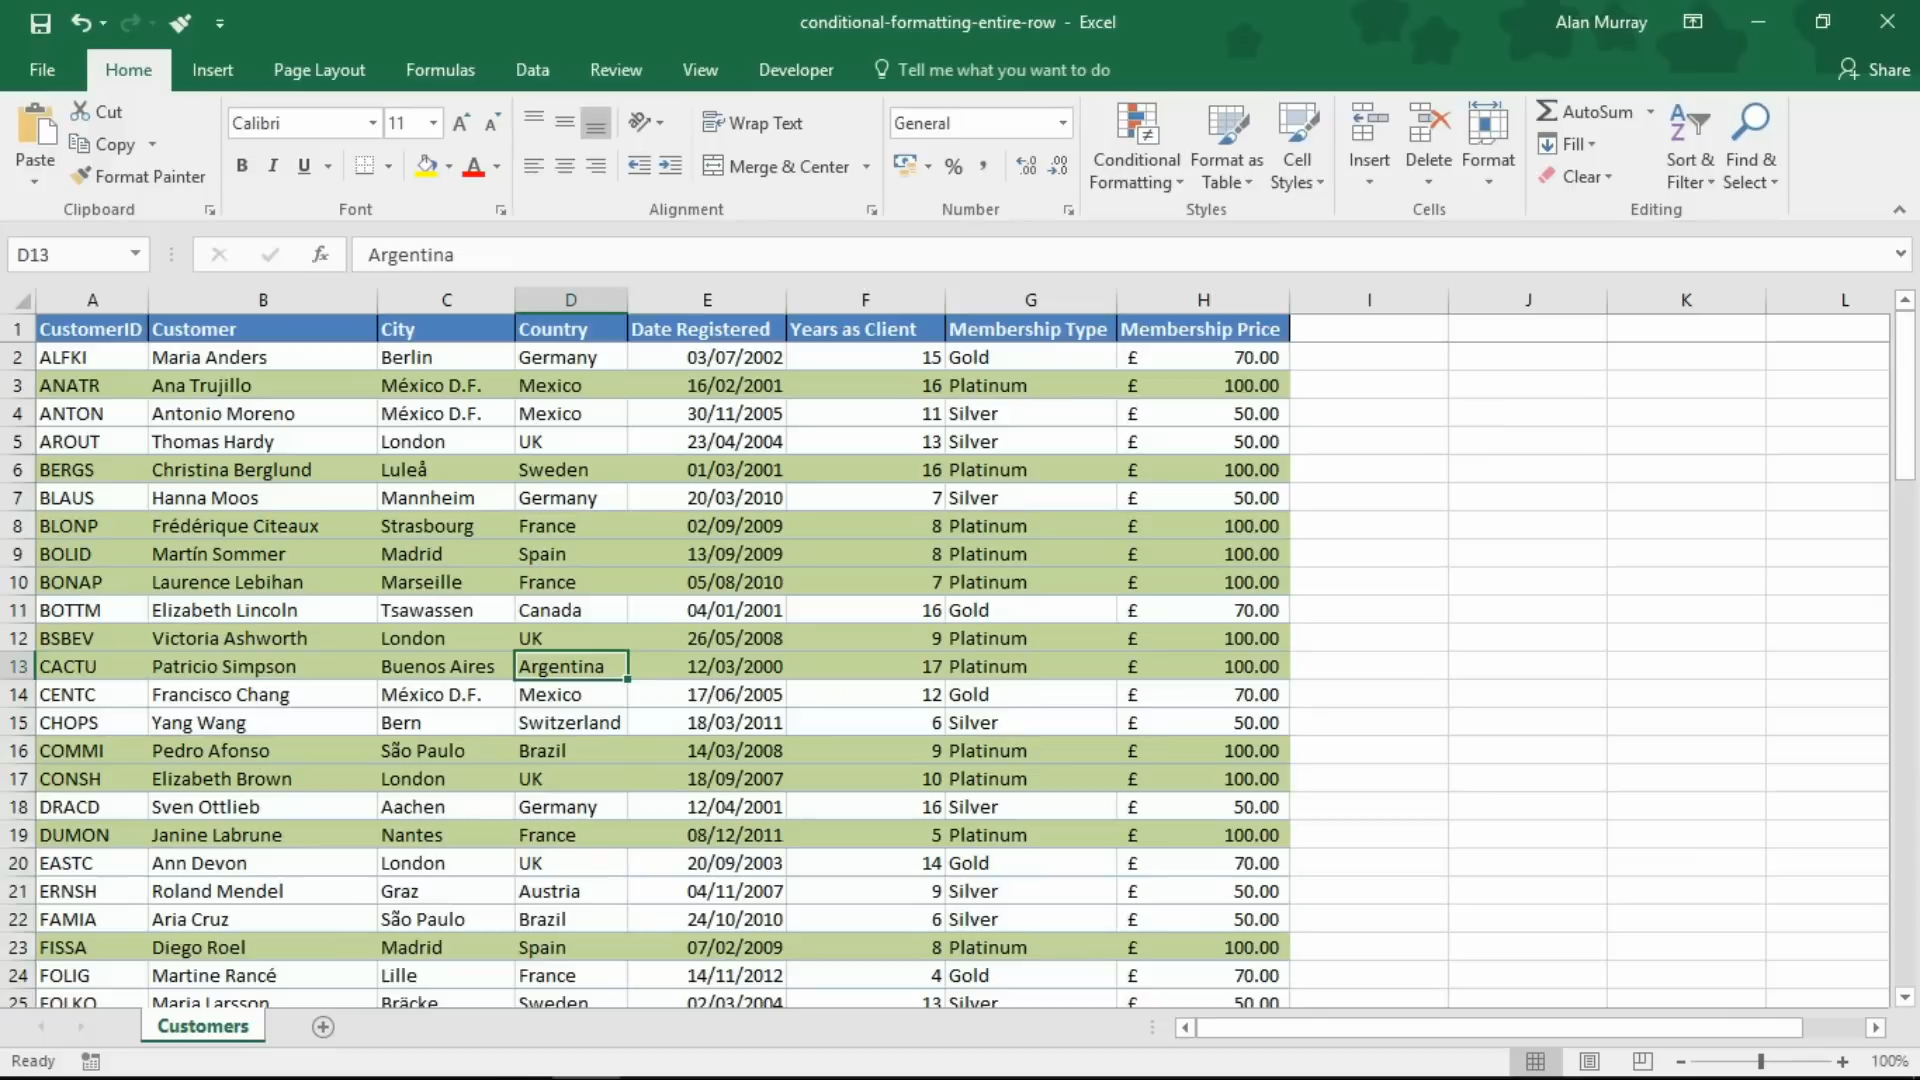 conditional-formatting-entire-row - Excel
Alan Murray
File Home Insert Page Layout Formulas Data Review View Developer Tell me what you want to do Share
Paste
Cut
Copy
Format Painter
Clipboard
Calibri 11
B I U A
Font
Wrap Text
Merge & Center
Alignment
General
% ,
Number
Conditional Formatting
Format as Table
Cell Styles
Styles
Insert Delete Format
Cells
AutoSum
Fill
Clear
Sort & Filter
Find & Select
Editing
D13 fx Argentina
A B C D E F G H I J K L
1 CustomerID Customer City Country Date Registered Years as Client Membership Type Membership Price
2 ALFKI Maria Anders Berlin Germany 03/07/2002 15 Gold £ 70.00
3 ANATR Ana Trujillo México D.F. Mexico 16/02/2001 16 Platinum £ 100.00
4 ANTON Antonio Moreno México D.F. Mexico 30/11/2005 11 Silver £ 50.00
5 AROUT Thomas Hardy London UK 23/04/2004 13 Silver £ 50.00
6 BERGS Christina Berglund Luleå Sweden 01/03/2001 16 Platinum £ 100.00
7 BLAUS Hanna Moos Mannheim Germany 20/03/2010 7 Silver £ 50.00
8 BLONP Frédérique Citeaux Strasbourg France 02/09/2009 8 Platinum £ 100.00
9 BOLID Martín Sommer Madrid Spain 13/09/2009 8 Platinum £ 100.00
10 BONAP Laurence Lebihan Marseille France 05/08/2010 7 Platinum £ 100.00
11 BOTTM Elizabeth Lincoln Tsawassen Canada 04/01/2001 16 Gold £ 70.00
12 BSBEV Victoria Ashworth London UK 26/05/2008 9 Platinum £ 100.00
13 CACTU Patricio Simpson Buenos Aires Argentina 12/03/2000 17 Platinum £ 100.00
14 CENTC Francisco Chang México D.F. Mexico 17/06/2005 12 Gold £ 70.00
15 CHOPS Yang Wang Bern Switzerland 18/03/2011 6 Silver £ 50.00
16 COMMI Pedro Afonso São Paulo Brazil 14/03/2008 9 Platinum £ 100.00
17 CONSH Elizabeth Brown London UK 18/09/2007 10 Platinum £ 100.00
18 DRACD Sven Ottlieb Aachen Germany 12/04/2001 16 Silver £ 50.00
19 DUMON Janine Labrune Nantes France 08/12/2011 5 Platinum £ 100.00
20 EASTC Ann Devon London UK 20/09/2003 14 Gold £ 70.00
21 ERNSH Roland Mendel Graz Austria 04/11/2007 9 Silver £ 50.00
22 FAMIA Aria Cruz São Paulo Brazil 24/10/2010 6 Silver £ 50.00
23 FISSA Diego Roel Madrid Spain 07/02/2009 8 Platinum £ 100.00
24 FOLIG Martine Rancé Lille France 14/11/2012 4 Gold £ 70.00
25 FOLKO Maria Larsson Bräcke Sweden 02/03/2004 13 Silver £ 50.00
Customers
Ready
100%